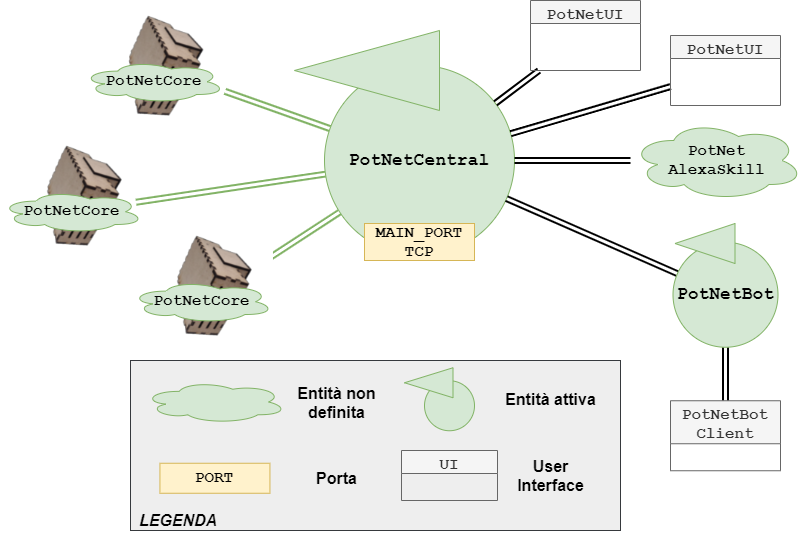 PotNetUI
PotNetUI
PotNetCore
PotNetCentral
PotNet
AlexaSkill
PotNetCore
MAIN_PORT
TCP
PotNetCore
PotNetBot
PotNetBot
Client
Entità non
definita
Entità attiva
PORT
Porta
UI
User
Interface
LEGENDA